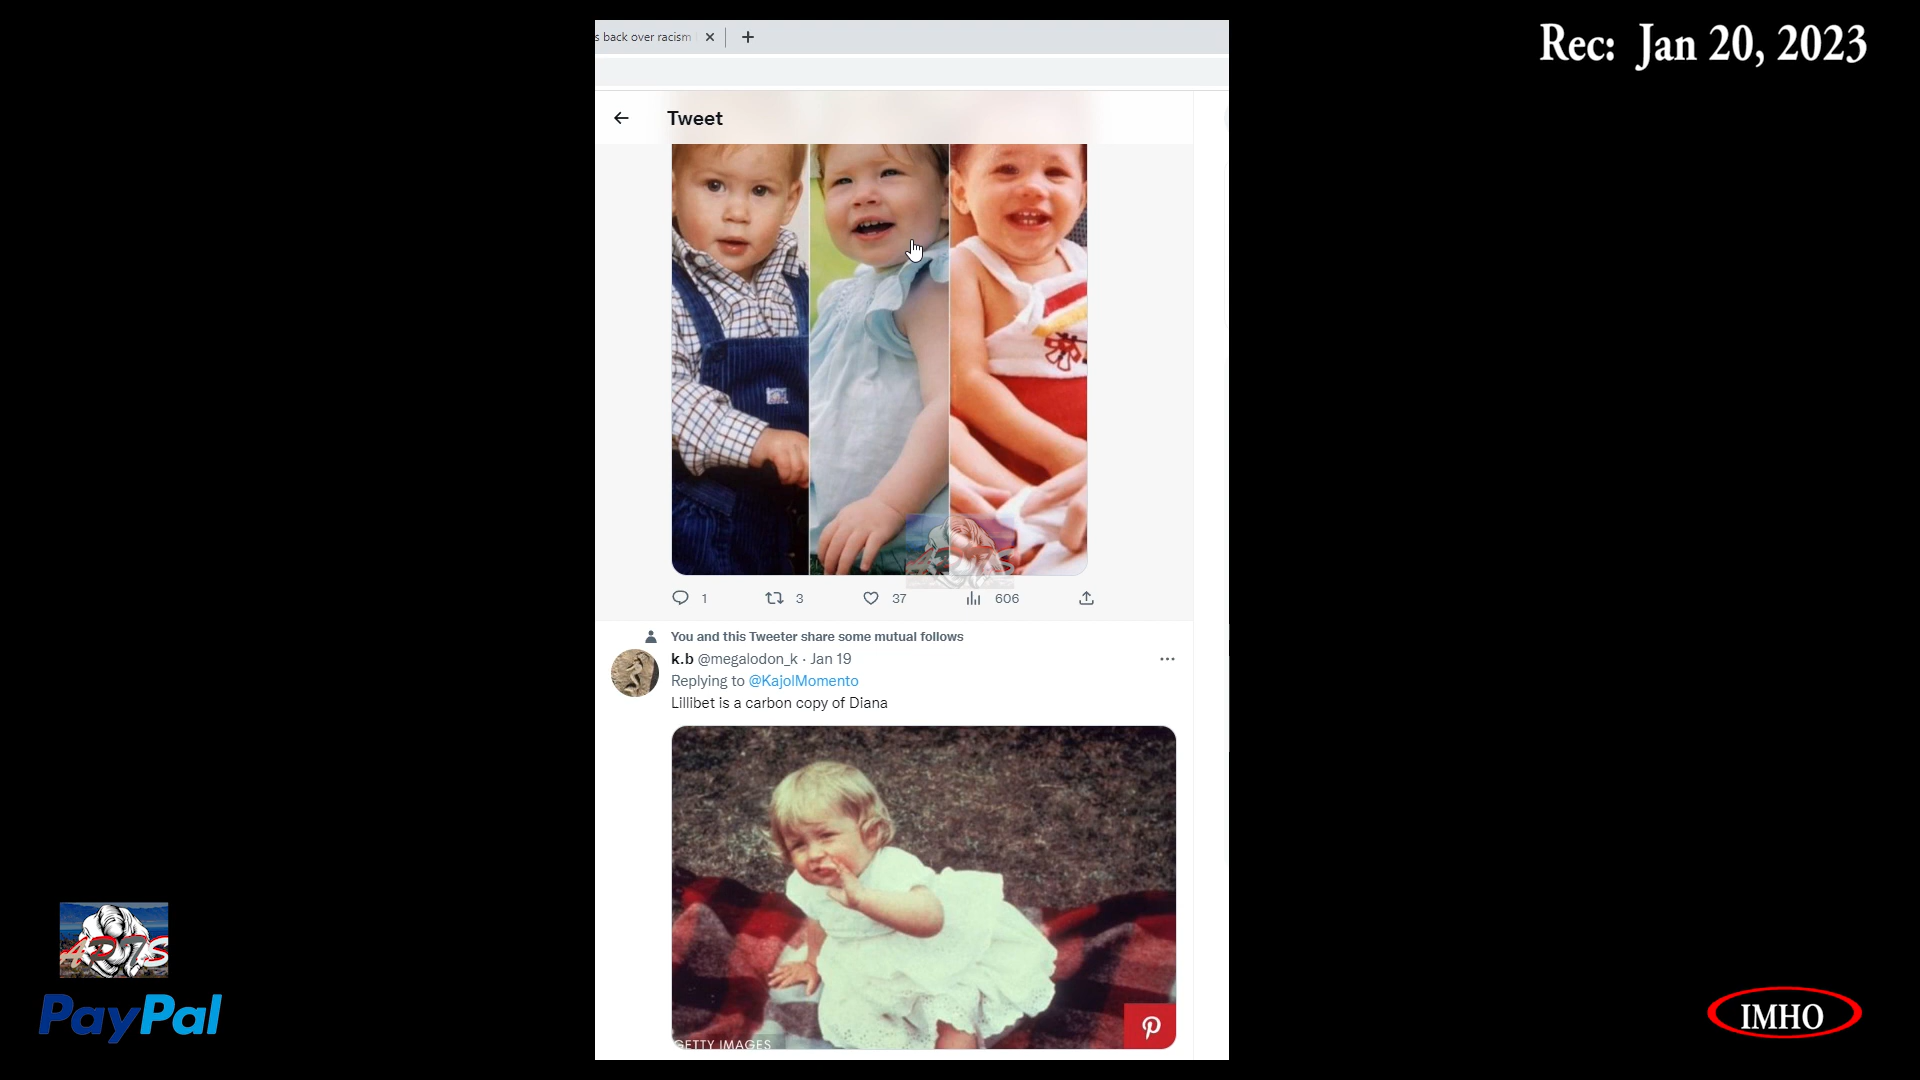 Rec: Jan 20, 2023
s back over racism
Tweet
1 3 37 606
You and this Tweeter share some mutual follows
k.b @megalodon_k · Jan 19
Replying to @KajolMomento
Lillibet is a carbon copy of Diana
GETTY IMAGES
ADTS
PayPal
IMHO